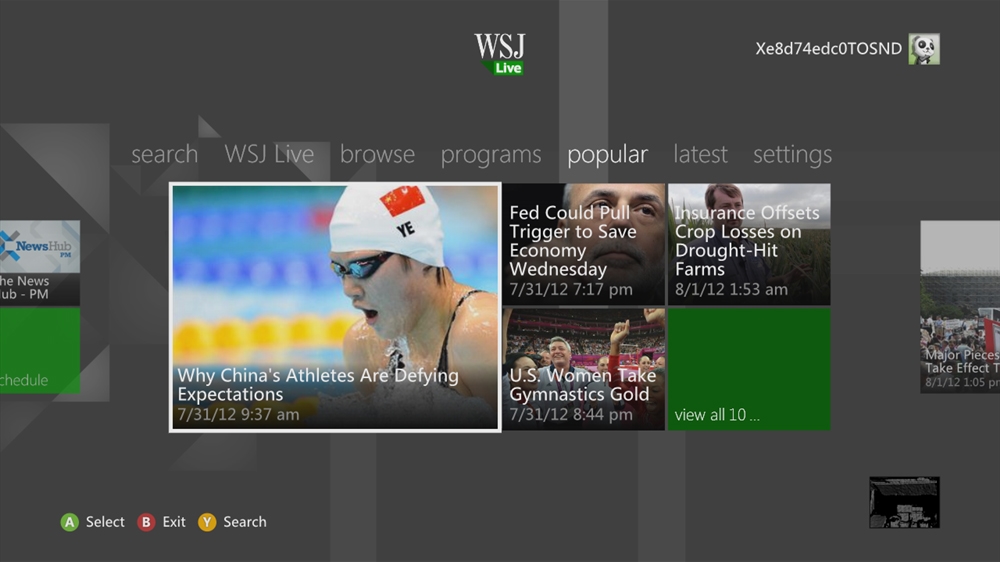 WSJ
Live
Xe8d74edc0TOSND
search WSJ Live browse programs popular latest settings
NewsHub
PM
he News
ub - PM
chedule
YE
Why China's Athletes Are Defying
Expectations
7/31/12 9:37 am
Fed Could Pull
Trigger to Save
Economy
Wednesday
7/31/12 7:17 pm
Insurance Offsets
Crop Losses on
Drought-Hit
Farms
8/1/12 1:53 am
U.S. Women Take
Gymnastics Gold
7/31/12 8:44 pm
view all 10 ...
Major Pieces
Take Effect T
8/1/12 1:05 pm
A Select B Exit Y Search